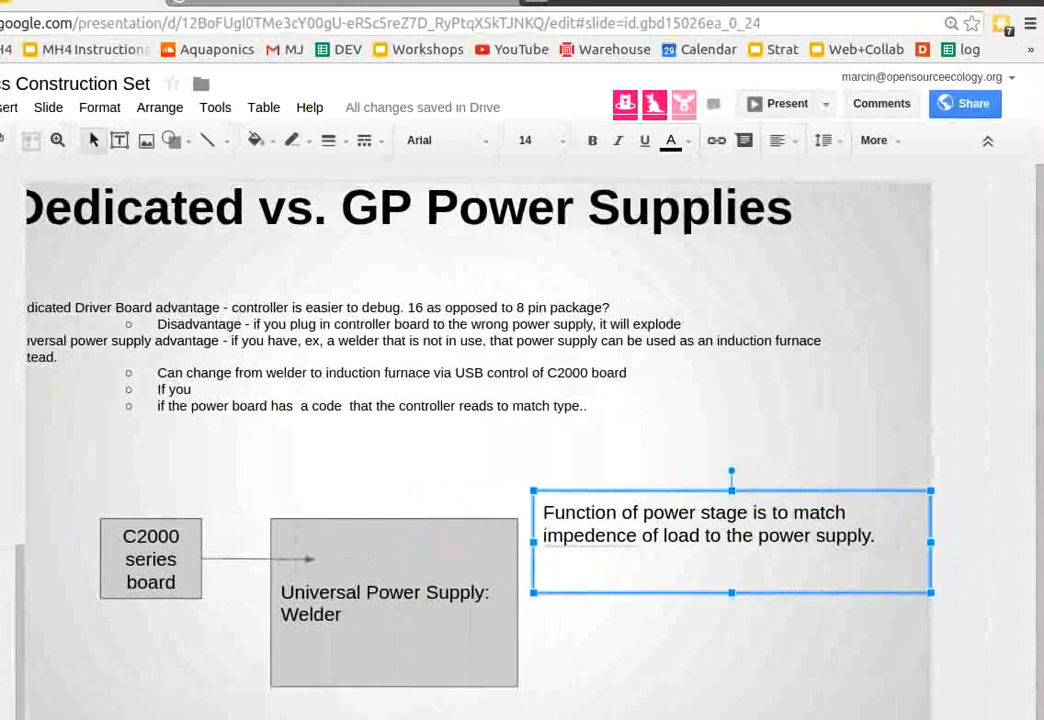 google.com/presentation/d/12BoFUgl0TMe3cY00gU-eRSc5reZ7D_RyPtqX5kTJNKQ/edit#slide=id.gbd15026ea_0_24
H4 MH4 Instruction Aquaponics MJ DEV Workshops YouTube Warehouse Calendar Strat Web+Collab log »
cs Construction Set
marcin@opensourceecology.org
sert Slide Format Arrange Tools Table Help All changes saved in Drive
Present Comments Share
Arial 14 B I U A More
Dedicated vs. GP Power Supplies
dicated Driver Board advantage - controller is easier to debug. 16 as opposed to 8 pin package?
○ Disadvantage - if you plug in controller board to the wrong power supply, it will explode
iversal power supply advantage - if you have, ex, a welder that is not in use, that power supply can be used as an induction furnace
tead.
○ Can change from welder to induction furnace via USB control of C2000 board
○ If you
○ if the power board has a code that the controller reads to match type..
Function of power stage is to match
impedence of load to the power supply.
C2000
series
board
Universal Power Supply:
Welder